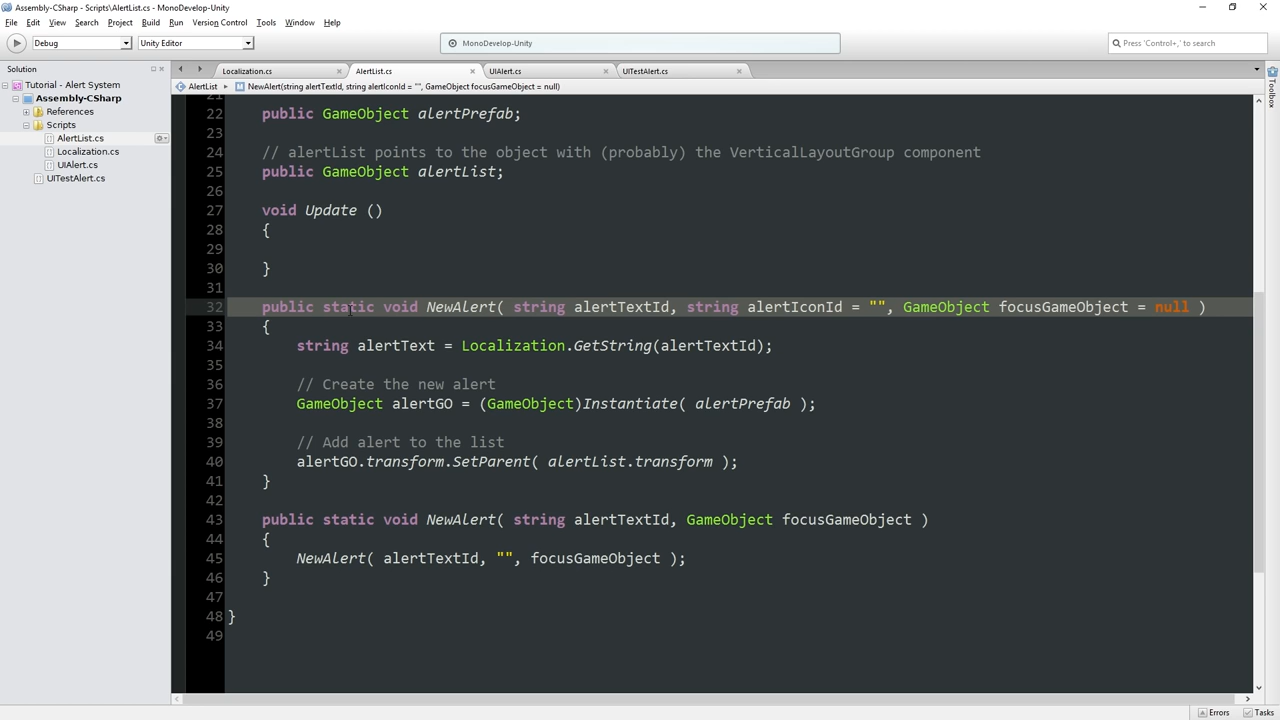 Assembly-CSharp - Scripts\AlertList.cs - MonoDevelop-Unity
File Edit View Search Project Build Run Version Control Tools Window Help
Debug Unity Editor MonoDevelop-Unity Press 'Control+,' to search
Solution
Tutorial - Alert System
Assembly-CSharp
References
Scripts
AlertList.cs
Localization.cs
UIAlert.cs
UITestAlert.cs
Localization.cs AlertList.cs UIAlert.cs UITestAlert.cs
AlertList NewAlert(string alertTextId, string alertIconId = "", GameObject focusGameObject = null)
21
22 public GameObject alertPrefab;
23
24 // alertList points to the object with (probably) the VerticalLayoutGroup component
25 public GameObject alertList;
26
27 void Update ()
28 {
29
30 }
31
32 public static void NewAlert( string alertTextId, string alertIconId = "", GameObject focusGameObject = null )
33 {
34 string alertText = Localization.GetString(alertTextId);
35
36 // Create the new alert
37 GameObject alertGO = (GameObject)Instantiate( alertPrefab );
38
39 // Add alert to the list
40 alertGO.transform.SetParent( alertList.transform );
41 }
42
43 public static void NewAlert( string alertTextId, GameObject focusGameObject )
44 {
45 NewAlert( alertTextId, "", focusGameObject );
46 }
47
48 }
49
Toolbox
Errors Tasks